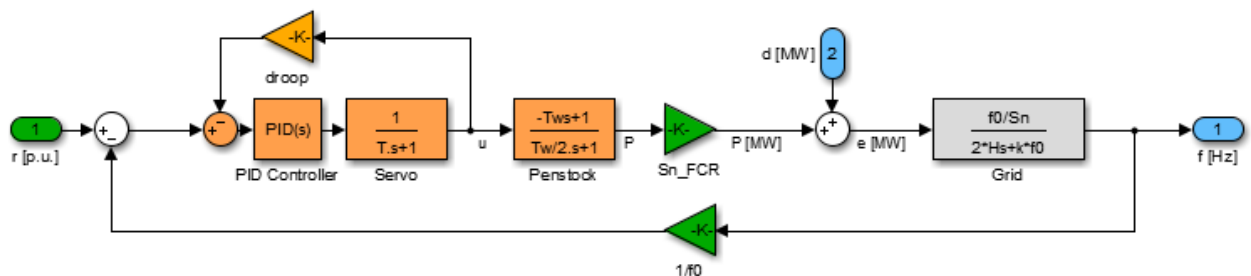 -K-
droop
d [MW]
2
1
r [p.u.]
+
−
+
−
PID(s)
PID Controller
1
T.s+1
Servo
u
-Tws+1
Tw/2.s+1
Penstock
P
-K-
Sn_FCR
P [MW]
+
+
e [MW]
f0/Sn
2*Hs+k*f0
Grid
1
f [Hz]
-K-
1/f0